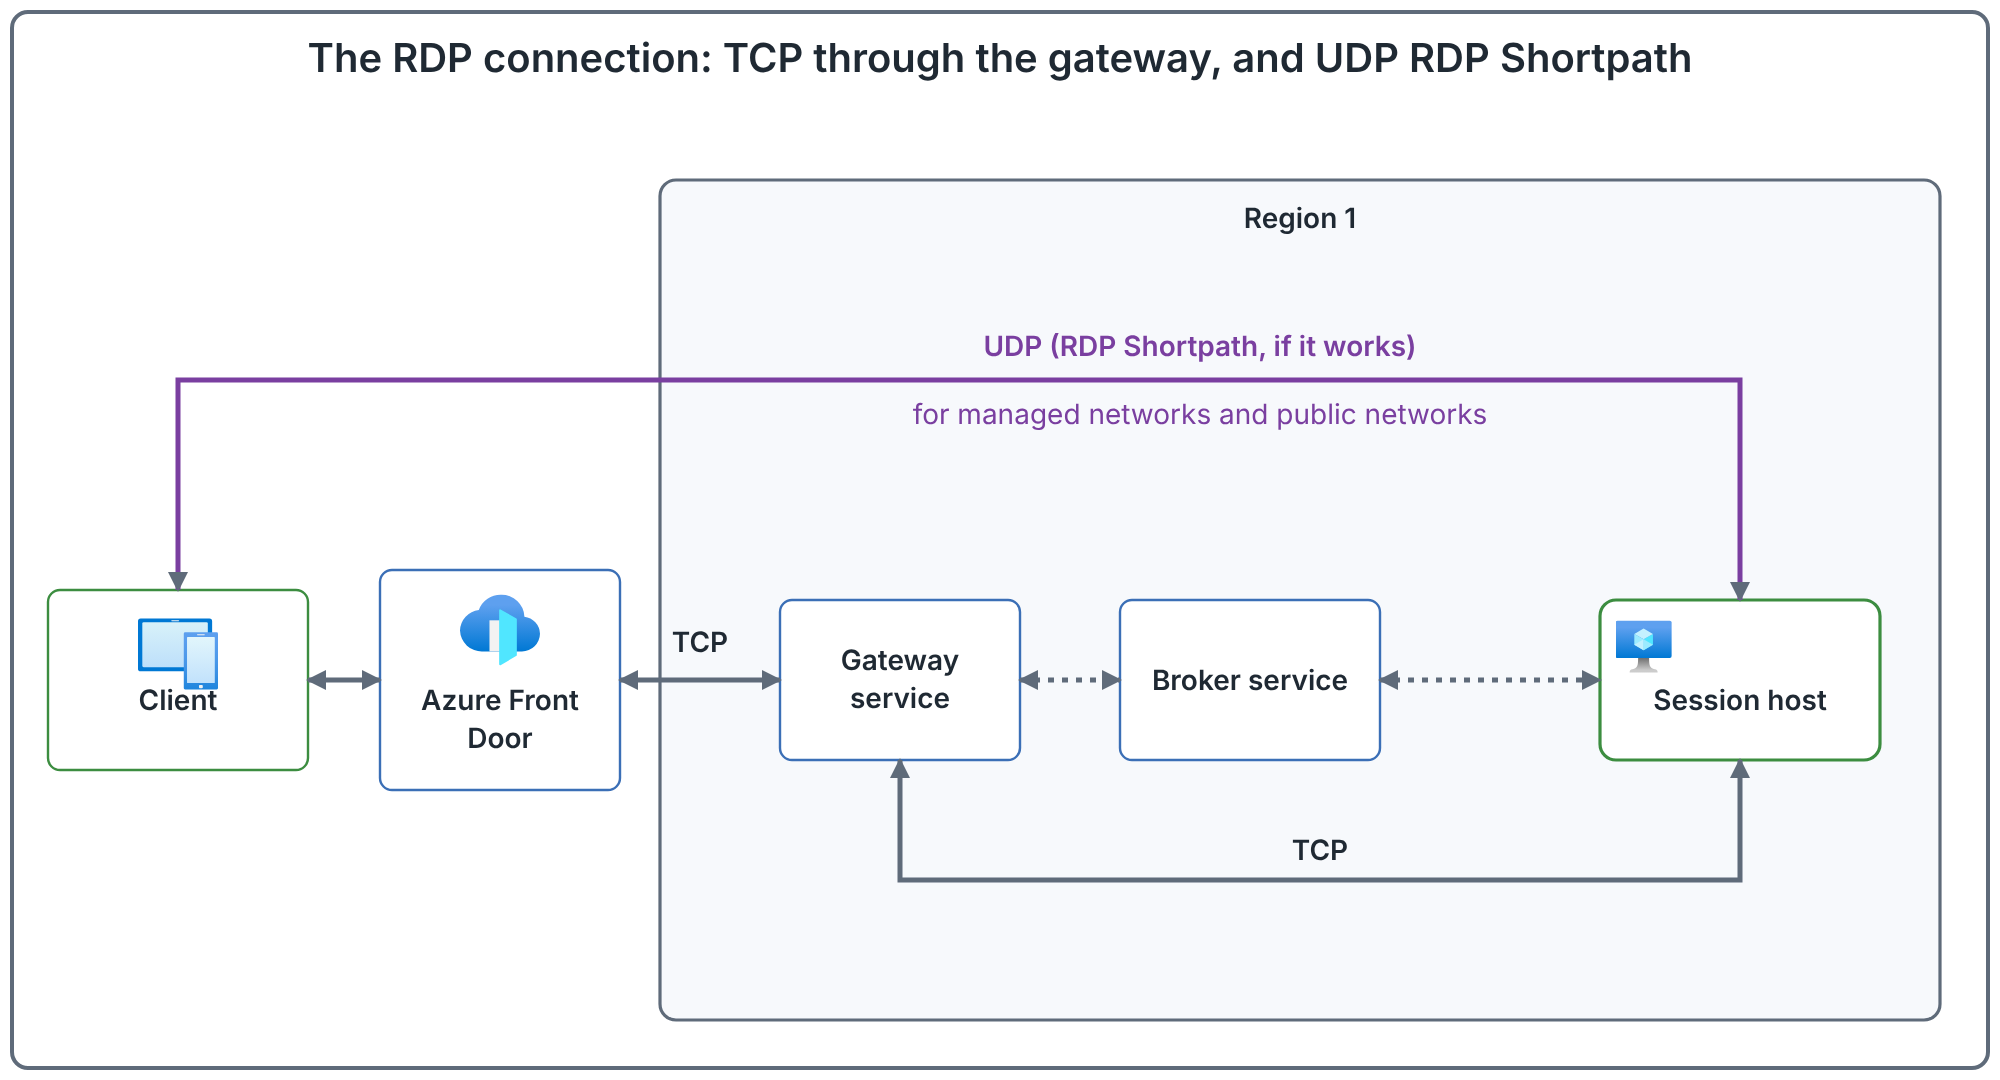 The RDP connection: TCP through the gateway, and UDP RDP Shortpath
Region 1
UDP (RDP Shortpath, if it works)
for managed networks and public networks
Client
Azure Front
Door
TCP
Gateway
service
Broker service
Session host
TCP